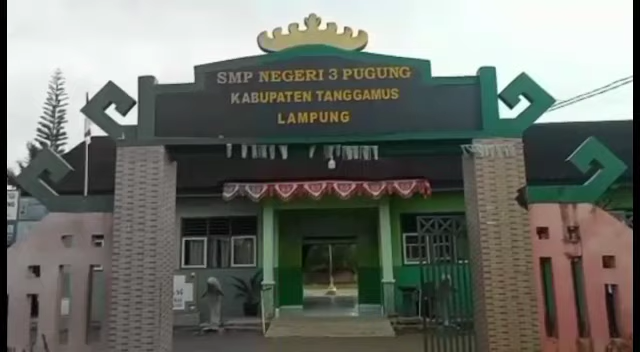 SMP NEGERI 3 PUGUNG
KABUPATEN TANGGAMUS
LAMPUNG